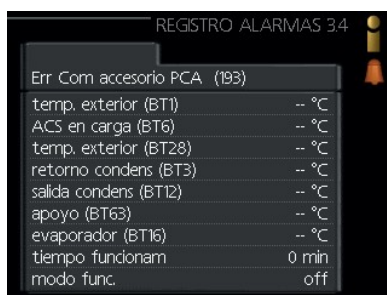 REGISTRO ALARMAS 3.4
Err Com accesorio PCA (193)
temp. exterior (BT1) -- °C
ACS en carga (BT6) -- °C
temp. exterior (BT28) -- °C
retorno condens (BT3) -- °C
salida condens (BT12) -- °C
apoyo (BT63) -- °C
evaporador (BT16) -- °C
tiempo funcionam 0 min
modo func. off